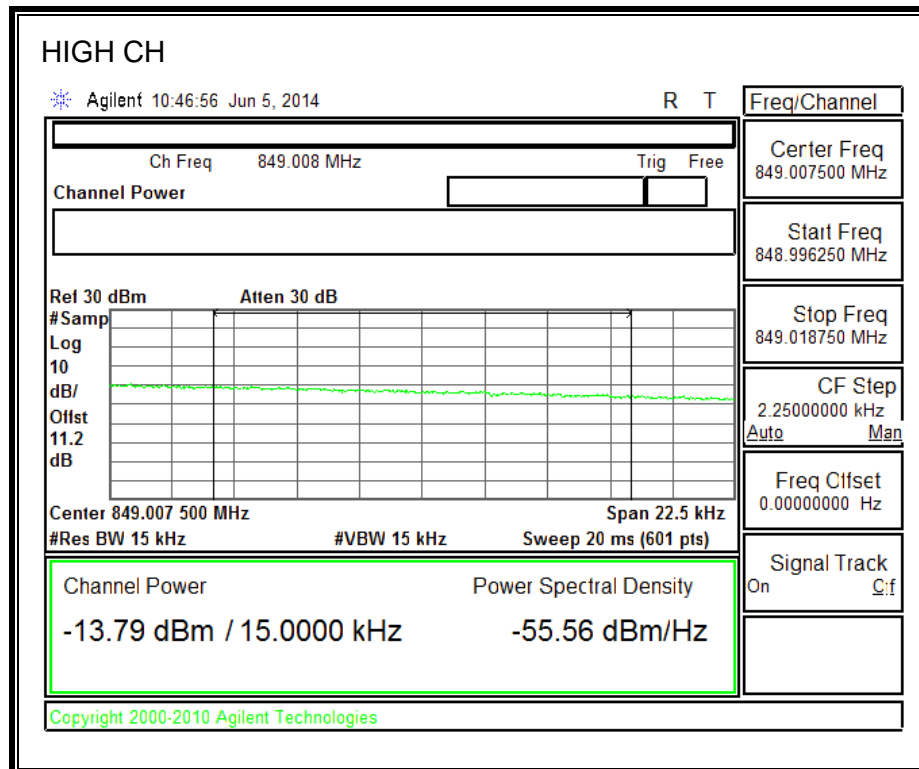 HIGH CH
Agilent 10:46:56 Jun 5, 2014 R T
Freq/Channel
Ch Freq 849.008 MHz Trig Free
Channel Power
Center Freq
849.007500 MHz
Start Freq
848.996250 MHz
Stop Freq
849.018750 MHz
CF Step
2.25000000 kHz
Auto Man
Freq Offset
0.00000000 Hz
Signal Track
On Off
Ref 30 dBm Atten 30 dB
#Samp
Log
10
dB/
Offst
11.2
dB
Center 849.007 500 MHz Span 22.5 kHz
#Res BW 15 kHz #VBW 15 kHz Sweep 20 ms (601 pts)
Channel Power Power Spectral Density
-13.79 dBm / 15.0000 kHz -55.56 dBm/Hz
Copyright 2000-2010 Agilent Technologies